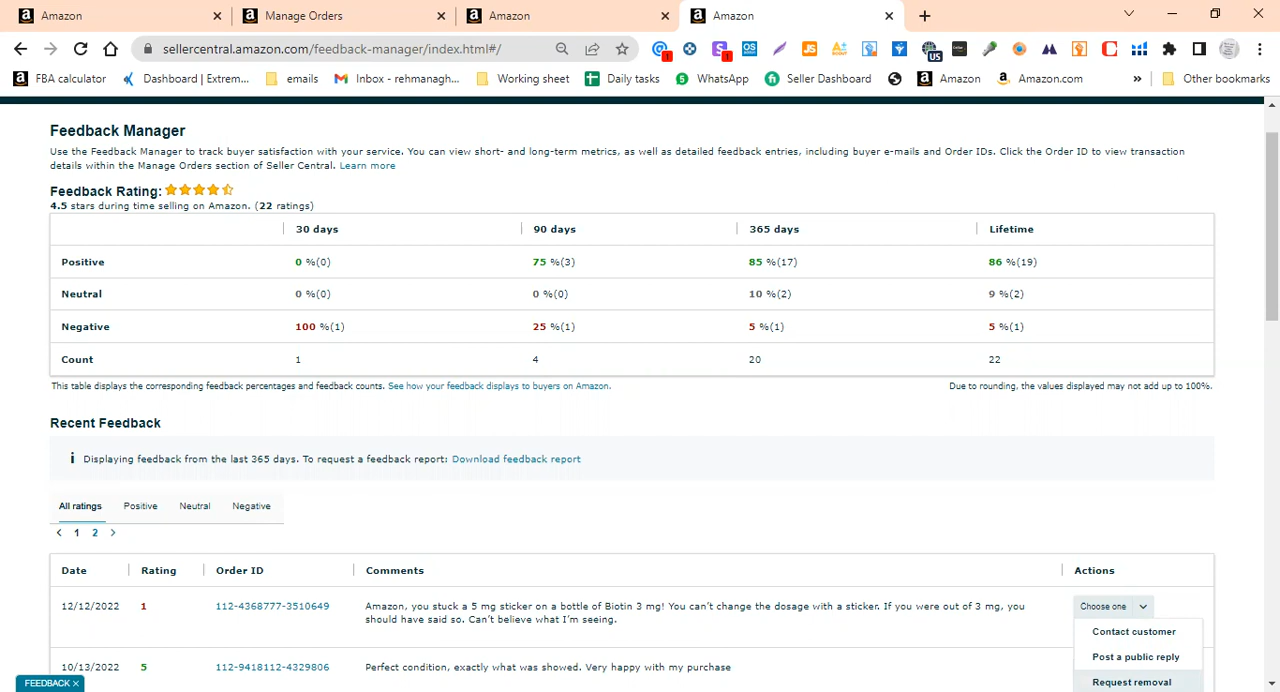 Amazon
Manage Orders
Amazon
Amazon
sellercentral.amazon.com/feedback-manager/index.html#/
FBA calculator
Dashboard | Extrem...
emails
Inbox - rehmanagh...
Working sheet
Daily tasks
WhatsApp
Seller Dashboard
Amazon
Amazon.com
»
Other bookmarks
Feedback Manager
Use the Feedback Manager to track buyer satisfaction with your service. You can view short- and long-term metrics, as well as detailed feedback entries, including buyer e-mails and Order IDs. Click the Order ID to view transaction
details within the Manage Orders section of Seller Central. Learn more
Feedback Rating:
4.5 stars during time selling on Amazon. (22 ratings)
30 days 90 days 365 days Lifetime
Positive 0 %(0) 75 %(3) 85 %(17) 86 %(19)
Neutral 0 %(0) 0 %(0) 10 %(2) 9 %(2)
Negative 100 %(1) 25 %(1) 5 %(1) 5 %(1)
Count 1 4 20 22
This table displays the corresponding feedback percentages and feedback counts. See how your feedback displays to buyers on Amazon. Due to rounding, the values displayed may not add up to 100%.
Recent Feedback
i Displaying feedback from the last 365 days. To request a feedback report: Download feedback report
All ratings Positive Neutral Negative
< 1 2 >
Date Rating Order ID Comments Actions
12/12/2022 1 112-4368777-3510649 Amazon, you stuck a 5 mg sticker on a bottle of Biotin 3 mg! You can't change the dosage with a sticker. If you were out of 3 mg, you Choose one
should have said so. Can't believe what I'm seeing.
Contact customer
Post a public reply
10/13/2022 5 112-9418112-4329806 Perfect condition, exactly what was showed. Very happy with my purchase
Request removal
FEEDBACK ×